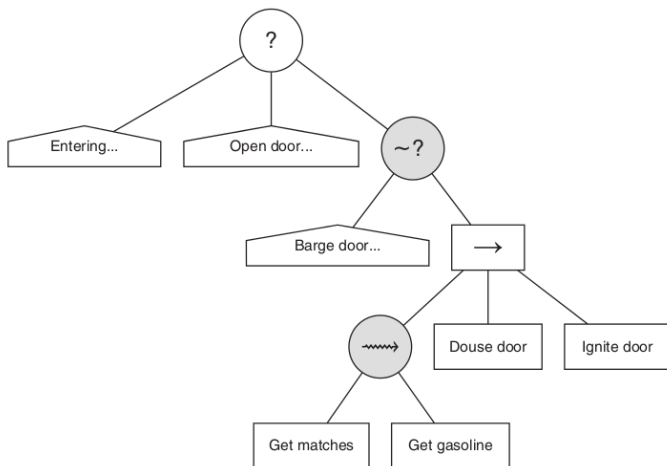 ?
Entering...
Open door...
~?
Barge door...
→
Douse door
Ignite door
Get matches
Get gasoline